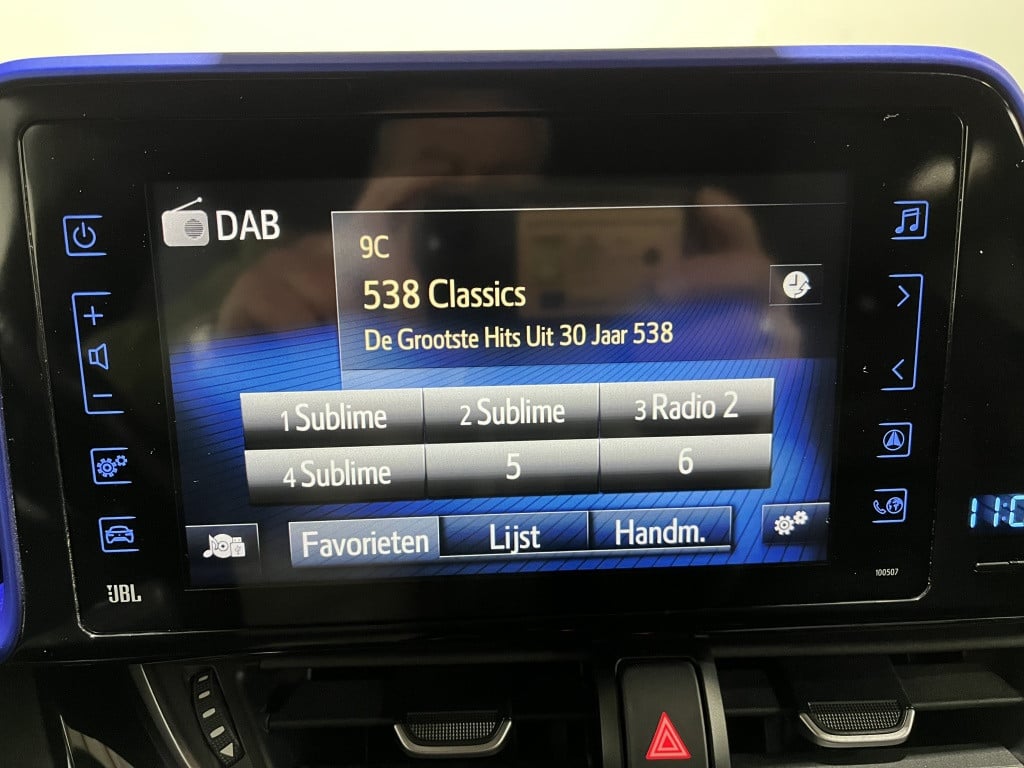 DAB
9C
538 Classics
De Grootste Hits Uit 30 Jaar 538
1 Sublime
2 Sublime
3 Radio 2
4 Sublime
5
6
Favorieten
Lijst
Handm.
JBL
100507